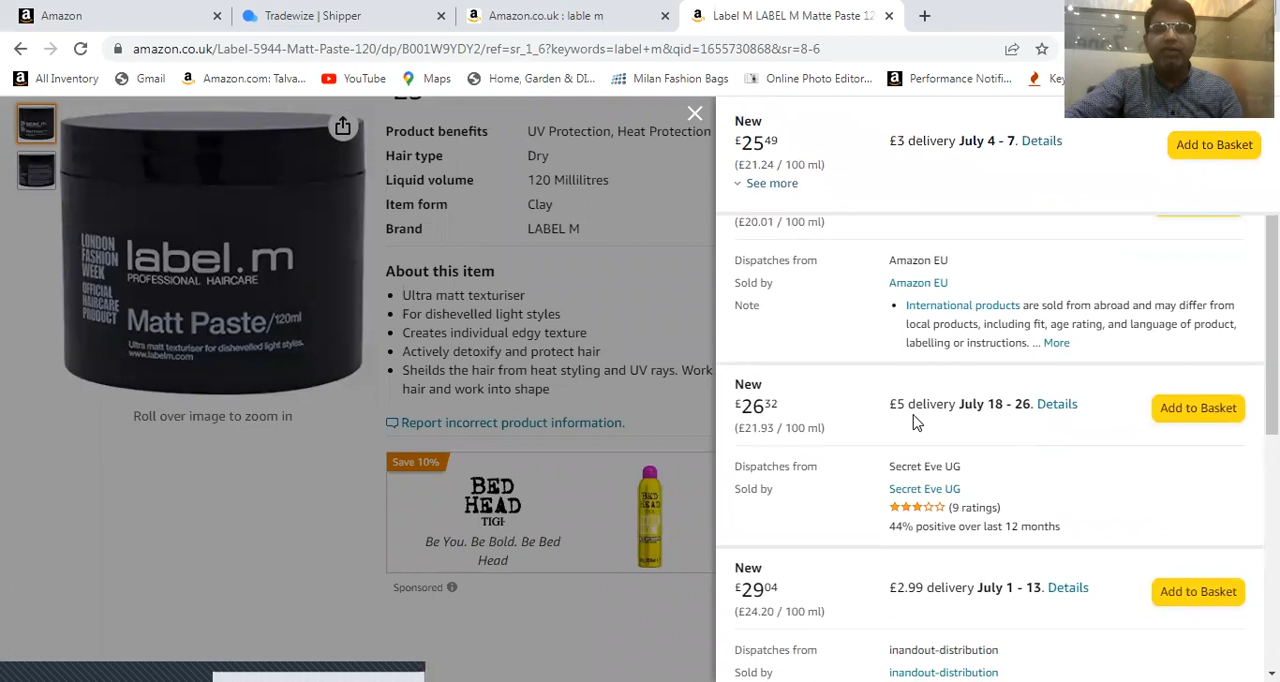 Amazon
Tradewize | Shipper
Amazon.co.uk : lable m
Label M LABEL M Matte Paste 12
amazon.co.uk/Label-5944-Matt-Paste-120/dp/B001W9YDY2/ref=sr_1_6?keywords=label+m&qid=1655730868&sr=8-6
All Inventory
Gmail
Amazon.com: Talva...
YouTube
Maps
Home, Garden & DI...
Milan Fashion Bags
Online Photo Editor...
Performance Notifi...
Key
Product benefits UV Protection, Heat Protection
Hair type Dry
Liquid volume 120 Millilitres
Item form Clay
Brand LABEL M
About this item
Ultra matt texturiser
For dishevelled light styles
Creates individual edgy texture
Actively detoxify and protect hair
Sheilds the hair from heat styling and UV rays. Work
hair and work into shape
Report incorrect product information.
LONDON
FASHION
WEEK
OFFICIAL
HAIRCARE
PRODUCT
label.m
PROFESSIONAL HAIRCARE
Matt Paste/120ml
Ultra matt texturiser for dishevelled light styles.
www.labelm.com
Roll over image to zoom in
Save 10%
BED
HEAD
TIGI
Be You. Be Bold. Be Bed
Head
Sponsored
New
£25 49
(£21.24 / 100 ml)
See more
£3 delivery July 4 - 7. Details
Add to Basket
(£20.01 / 100 ml)
Dispatches from Amazon EU
Sold by Amazon EU
Note International products are sold from abroad and may differ from
local products, including fit, age rating, and language of product,
labelling or instructions. ... More
New
£26 32
(£21.93 / 100 ml)
£5 delivery July 18 - 26. Details
Add to Basket
Dispatches from Secret Eve UG
Sold by Secret Eve UG
(9 ratings)
44% positive over last 12 months
New
£29 04
(£24.20 / 100 ml)
£2.99 delivery July 1 - 13. Details
Add to Basket
Dispatches from inandout-distribution
Sold by inandout-distribution